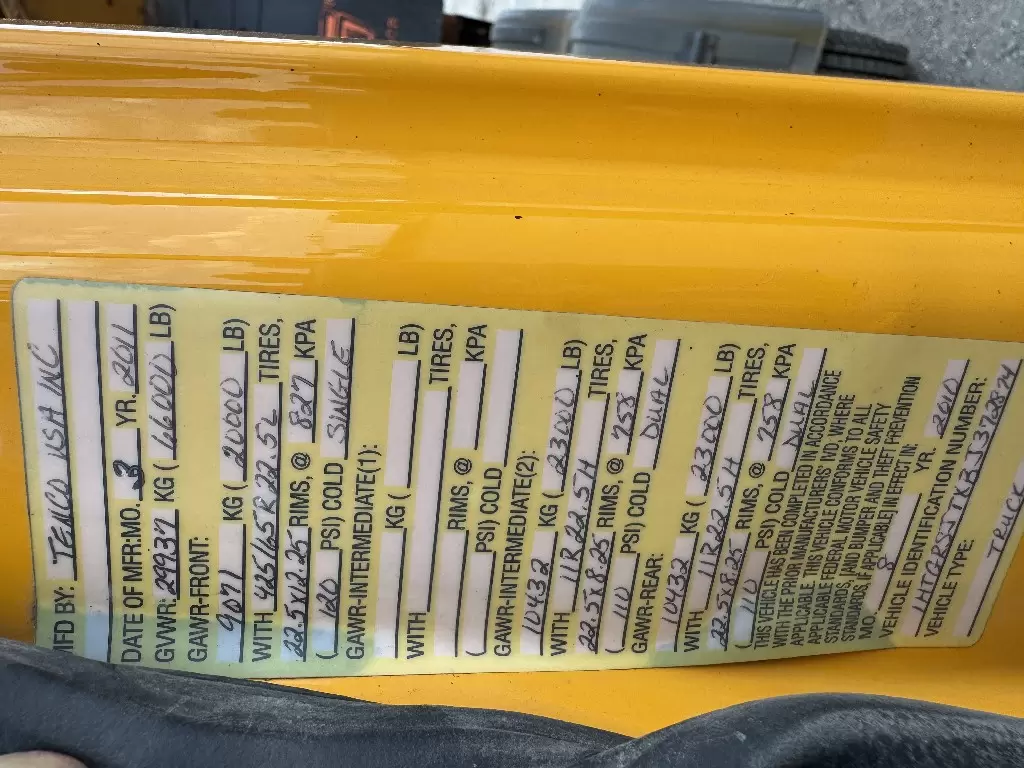 MFD BY: TENCO USA INC
DATE OF MFR:MO. 3 YR. 2011
GVWR: 29937 KG ( 66000 LB)
GAWR-FRONT:
9071 KG ( 20000 LB)
WITH 425/65R22.5L TIRES,
22.5x12.25 RIMS, @ 827 KPA
( 120 PSI) COLD SINGLE
GAWR-INTERMEDIATE(1):
KG ( LB)
WITH TIRES,
RIMS, @ KPA
( PSI) COLD
GAWR-INTERMEDIATE(2):
10432 KG ( 23000 LB)
WITH 11R22.5H TIRES,
22.5x8.25 RIMS, @ 758 KPA
( 110 PSI) COLD DUAL
GAWR-REAR:
10432 KG ( 23000 LB)
WITH 11R22.5H TIRES,
22.5x8.25 RIMS, @ 758 KPA
( 110 PSI) COLD DUAL
THIS VEHICLE HAS BEEN COMPLETED IN ACCORDANCE
WITH THE PRIOR MANUFACTURERS' IVD, WHERE
APPLICABLE. THIS VEHICLE CONFORMS TO ALL
APPLICABLE FEDERAL MOTOR VEHICLE SAFETY
STANDARDS, [AND BUMPER AND THEFT PREVENTION
STANDARDS, IF APPLICABLE] IN EFFECT IN:
MO. 8 YR. 2010
VEHICLE IDENTIFICATION NUMBER:
VEHICLE TYPE: TRUCK